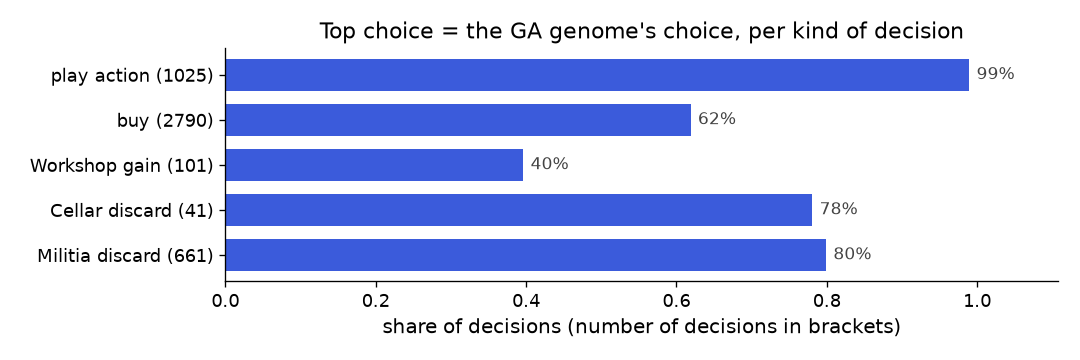 Top choice = the GA genome's choice, per kind of decision
play action (1025) 99%
buy (2790) 62%
Workshop gain (101) 40%
Cellar discard (41) 78%
Militia discard (661) 80%
0.0 0.2 0.4 0.6 0.8 1.0
share of decisions (number of decisions in brackets)